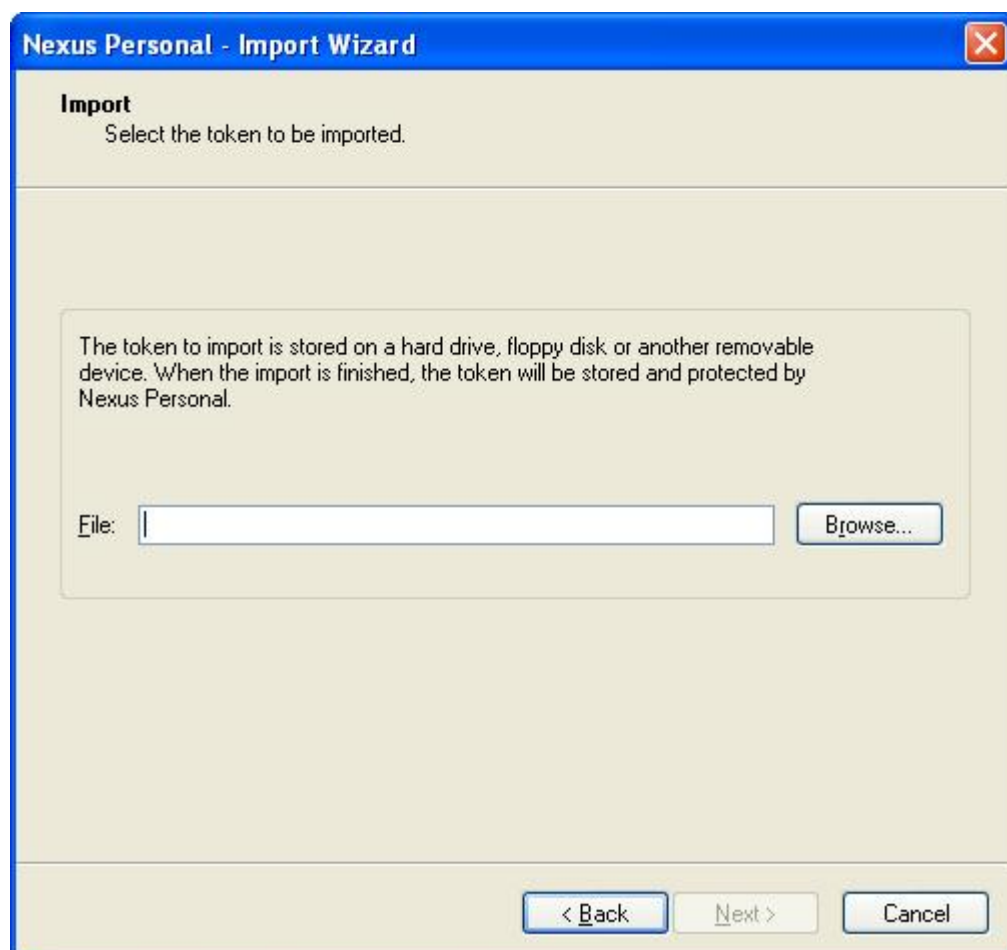 Nexus Personal - Import Wizard
Import
Select the token to be imported.
The token to import is stored on a hard drive, floppy disk or another removable
device. When the import is finished, the token will be stored and protected by
Nexus Personal.
File:
Browse...
< Back
Next >
Cancel